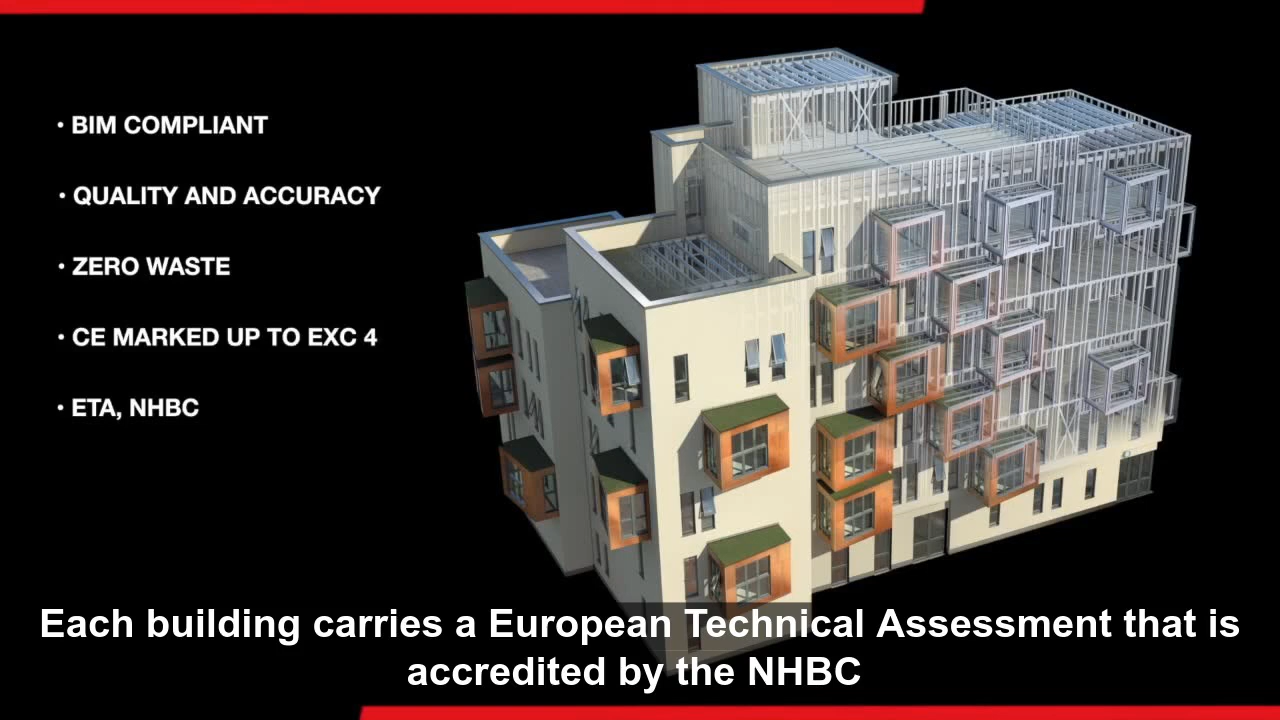 • BIM COMPLIANT
• QUALITY AND ACCURACY
• ZERO WASTE
• CE MARKED UP TO EXC 4
• ETA, NHBC
Each building carries a European Technical Assessment that is
accredited by the NHBC